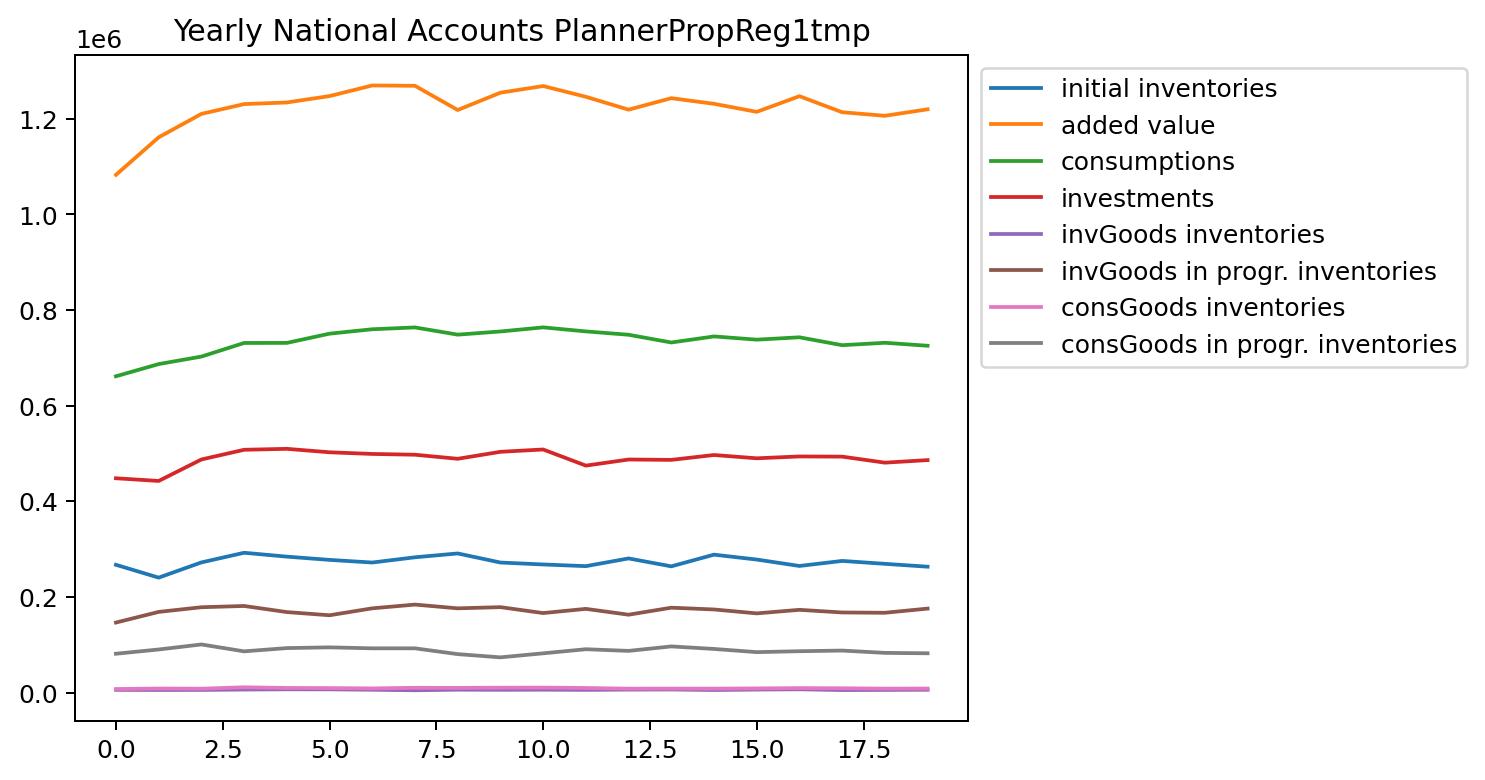 Yearly National Accounts PlannerPropReg1tmp
1e6
1.2
1.0
0.8
0.6
0.4
0.2
0.0
0.0 2.5 5.0 7.5 10.0 12.5 15.0 17.5
initial inventories
added value
consumptions
investments
invGoods inventories
invGoods in progr. inventories
consGoods inventories
consGoods in progr. inventories